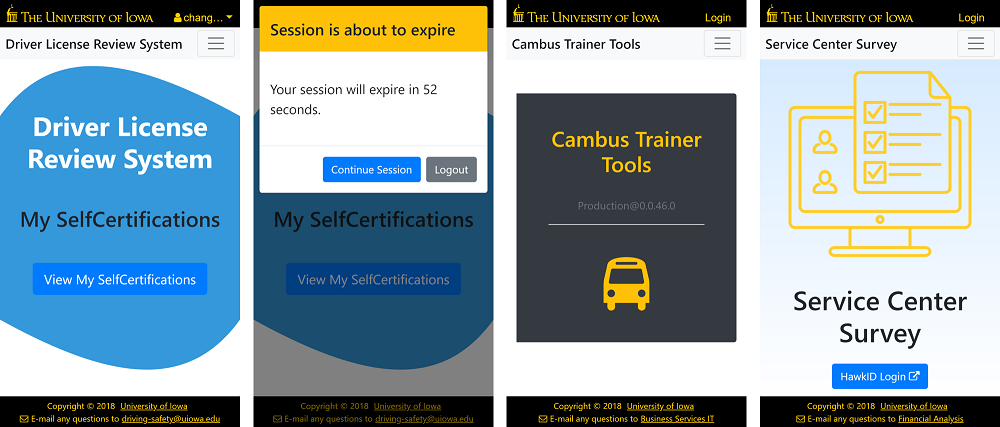 THE UNIVERSITY OF IOWA
chang...
Driver License Review System
Driver License
Review System
My SelfCertifications
View My SelfCertifications
Copyright © 2018 University of Iowa
E-mail any questions to driving-safety@uiowa.edu
Session is about to expire
Your session will expire in 52
seconds.
Continue Session
Logout
My SelfCertifications
View My SelfCertifications
Copyright © 2018 University of Iowa
E-mail any questions to driving-safety@uiowa.edu
THE UNIVERSITY OF IOWA
Login
Cambus Trainer Tools
Cambus Trainer
Tools
Production@0.0.46.0
Copyright © 2018 University of Iowa
E-mail any questions to Business Services IT
THE UNIVERSITY OF IOWA
Login
Service Center Survey
Service Center
Survey
HawkID Login
Copyright © 2018 University of Iowa
E-mail any questions to Financial Analysis